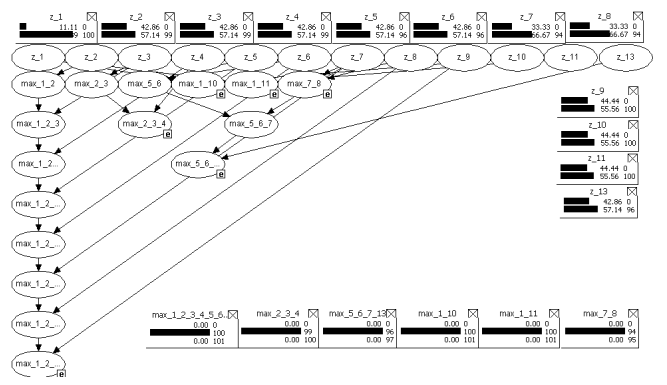 z_1 z_2 z_3 z_4 z_5 z_6 z_7 z_8
11.11 0 42.86 0 42.86 0 42.86 0 42.86 0 42.86 0 33.33 0 33.33 0
9 100 57.14 99 57.14 99 57.14 99 57.14 96 57.14 96 66.67 94 66.67 94
z_1 z_2 z_3 z_4 z_5 z_6 z_7 z_8 z_9 z_10 z_11 z_13
max_1_2 max_2_3 max_5_6 max_1_10 max_1_11 max_7_8
e e e
z_9
44.44 0
55.56 100
max_1_2_3 max_2_3_4 max_5_6_7
e
z_10
44.44 0
55.56 100
max_1_2... max_5_6_...
e
z_11
44.44 0
55.56 100
z_13
42.86 0
57.14 96
max_1_2_...
max_1_2_...
max_1_2_...
max_1_2_3_4_5_6.. max_2_3_4 max_5_6_7_13 max_1_10 max_1_11 max_7_8
0.00 0 0.00 0 0.00 0 0.00 0 0.00 0 0.00 0
100 99 96 100 100 94
0.00 101 0.00 100 0.00 97 0.00 101 0.00 101 0.00 95
max_1_2_...
max_1_2_...
e